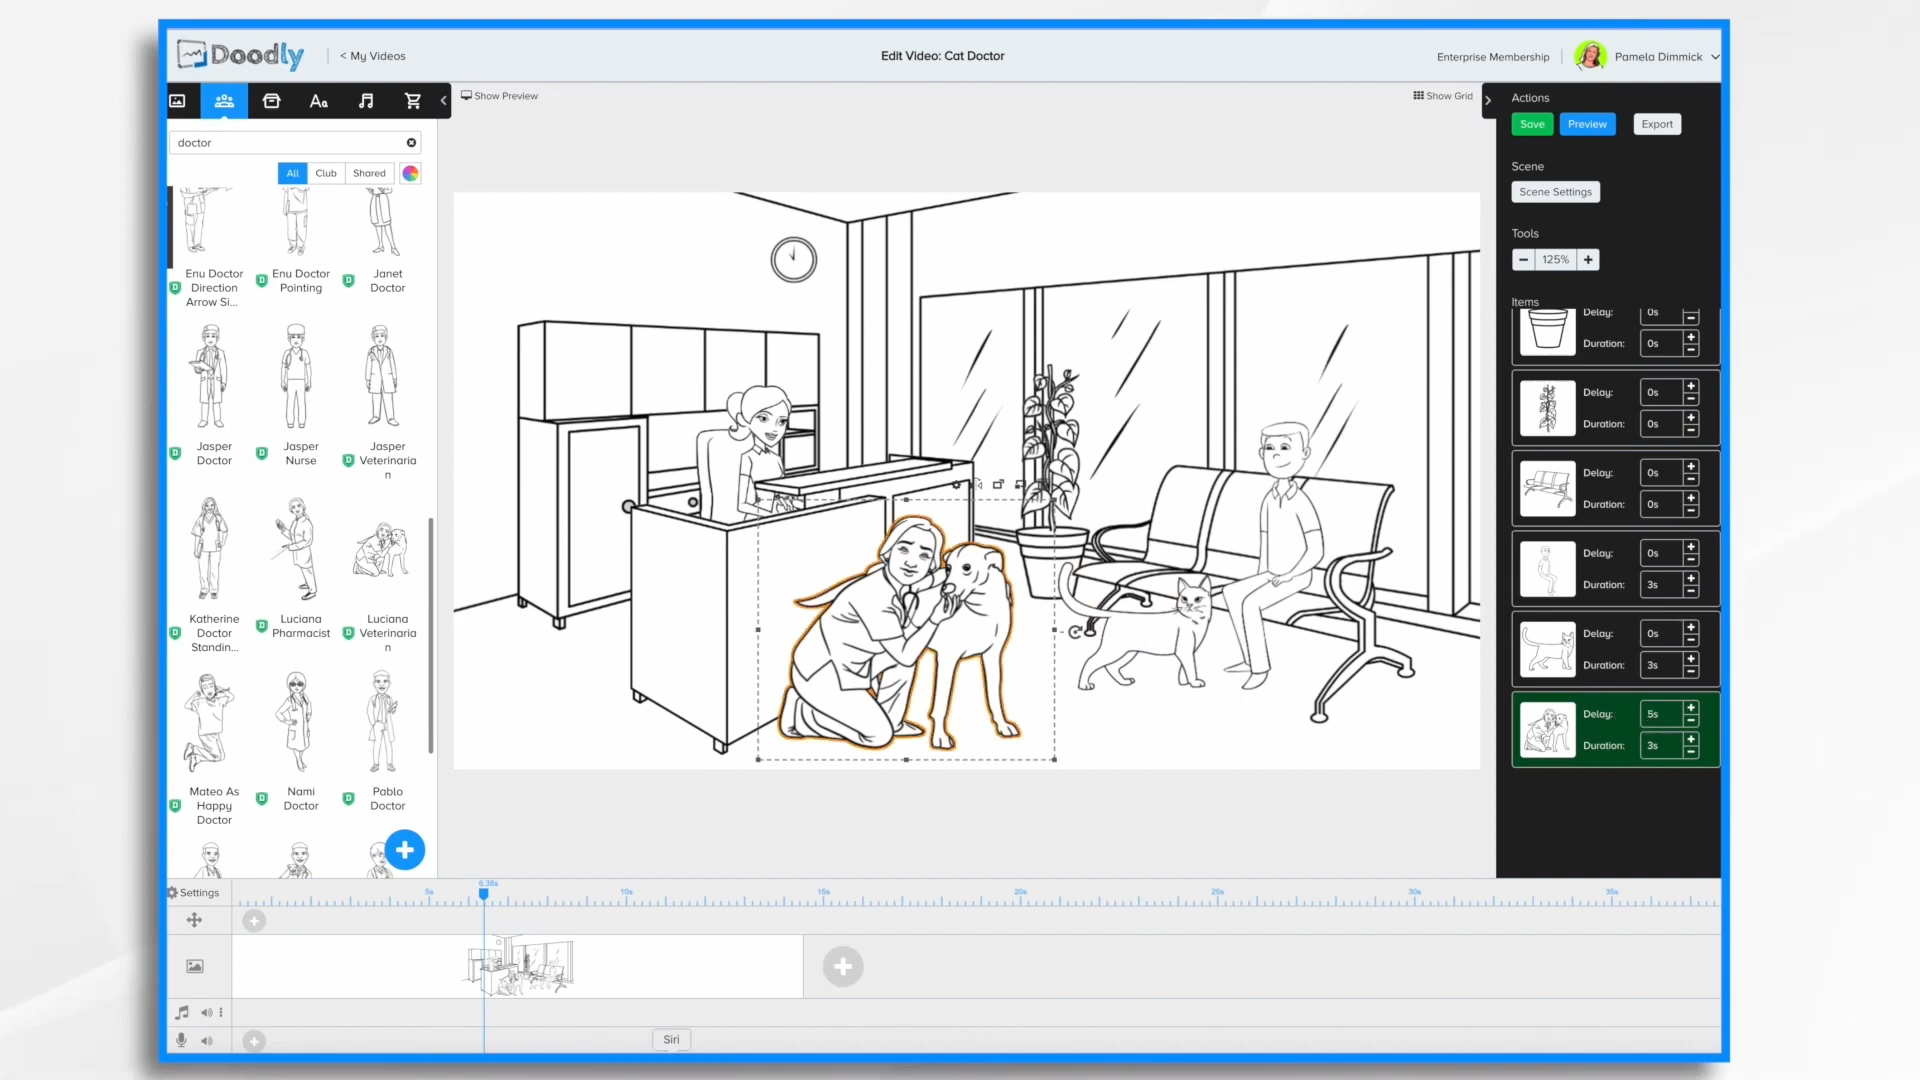 Doodly
< My Videos
Edit Video: Cat Doctor
Enterprise Membership
Pamela Dimmick
Aa
Show Preview
Show Grid
doctor
All
Club
Shared
Enu Doctor
Direction
Arrow Si...
Enu Doctor
Pointing
Janet
Doctor
Jasper
Doctor
Jasper
Nurse
Jasper
Veterinaria
n
Katherine
Doctor
Standin...
Luciana
Pharmacist
Luciana
Veterinaria
n
Mateo As
Happy
Doctor
Nami
Doctor
Pablo
Doctor
Actions
Save
Preview
Export
Scene
Scene Settings
Tools
125%
Items
Delay:
0s
Duration:
0s
Delay:
0s
Duration:
0s
Delay:
0s
Duration:
0s
Delay:
0s
Duration:
3s
Delay:
0s
Duration:
3s
Delay:
5s
Duration:
3s
Settings
5s
6.38s
10s
15s
20s
25s
30s
35s
Siri